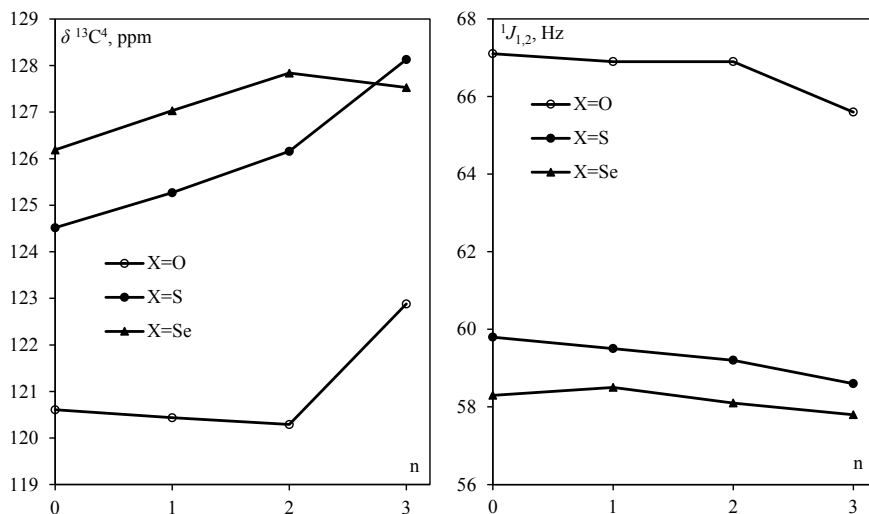 129
128
127
126
125
124
123
122
121
120
119
δ ¹³C⁴, ppm
X=O
X=S
X=Se
n
0
1
2
3
68
66
64
62
60
58
56
¹J₁,₂, Hz
X=O
X=S
X=Se
n
0
1
2
3